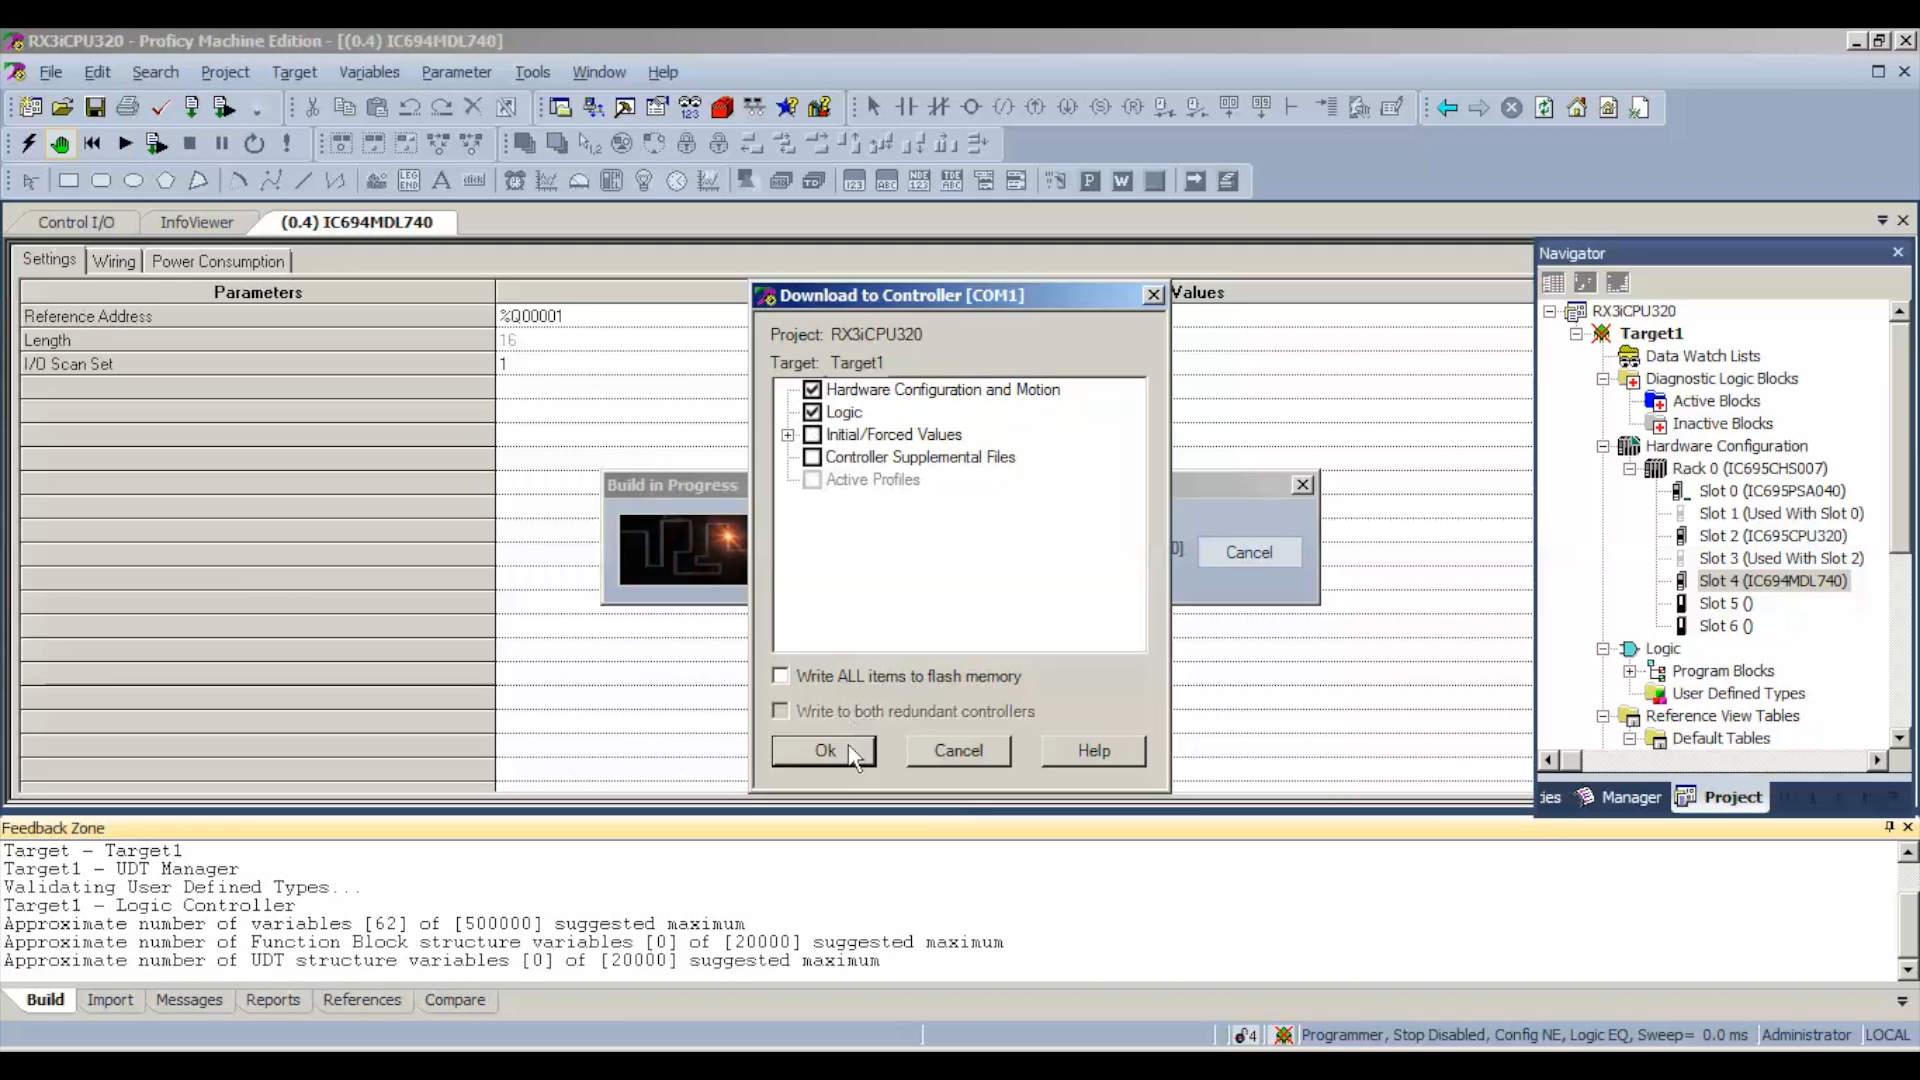 RX3iCPU320 - Proficy Machine Edition - [(0.4) IC694MDL740]
File Edit Search Project Target Variables Parameter Tools Window Help
Control I/O InfoViewer (0.4) IC694MDL740
Settings Wiring Power Consumption
Parameters Values
Reference Address %Q00001
Length 16
I/O Scan Set 1
Build in Progress
0]
Cancel
Download to Controller [COM1]
Project: RX3iCPU320
Target: Target1
Hardware Configuration and Motion
Logic
Initial/Forced Values
Controller Supplemental Files
Active Profiles
Write ALL items to flash memory
Write to both redundant controllers
Ok Cancel Help
Navigator
RX3iCPU320
Target1
Data Watch Lists
Diagnostic Logic Blocks
Active Blocks
Inactive Blocks
Hardware Configuration
Rack 0 (IC695CHS007)
Slot 0 (IC695PSA040)
Slot 1 (Used With Slot 0)
Slot 2 (IC695CPU320)
Slot 3 (Used With Slot 2)
Slot 4 (IC694MDL740)
Slot 5 ()
Slot 6 ()
Logic
Program Blocks
User Defined Types
Reference View Tables
Default Tables
ties Manager Project
Feedback Zone
Target - Target1
Target1 - UDT Manager
Validating User Defined Types...
Target1 - Logic Controller
Approximate number of variables [62] of [500000] suggested maximum
Approximate number of Function Block structure variables [0] of [20000] suggested maximum
Approximate number of UDT structure variables [0] of [20000] suggested maximum
Build Import Messages Reports References Compare
4 Programmer, Stop Disabled, Config NE, Logic EQ, Sweep= 0.0 ms Administrator LOCAL